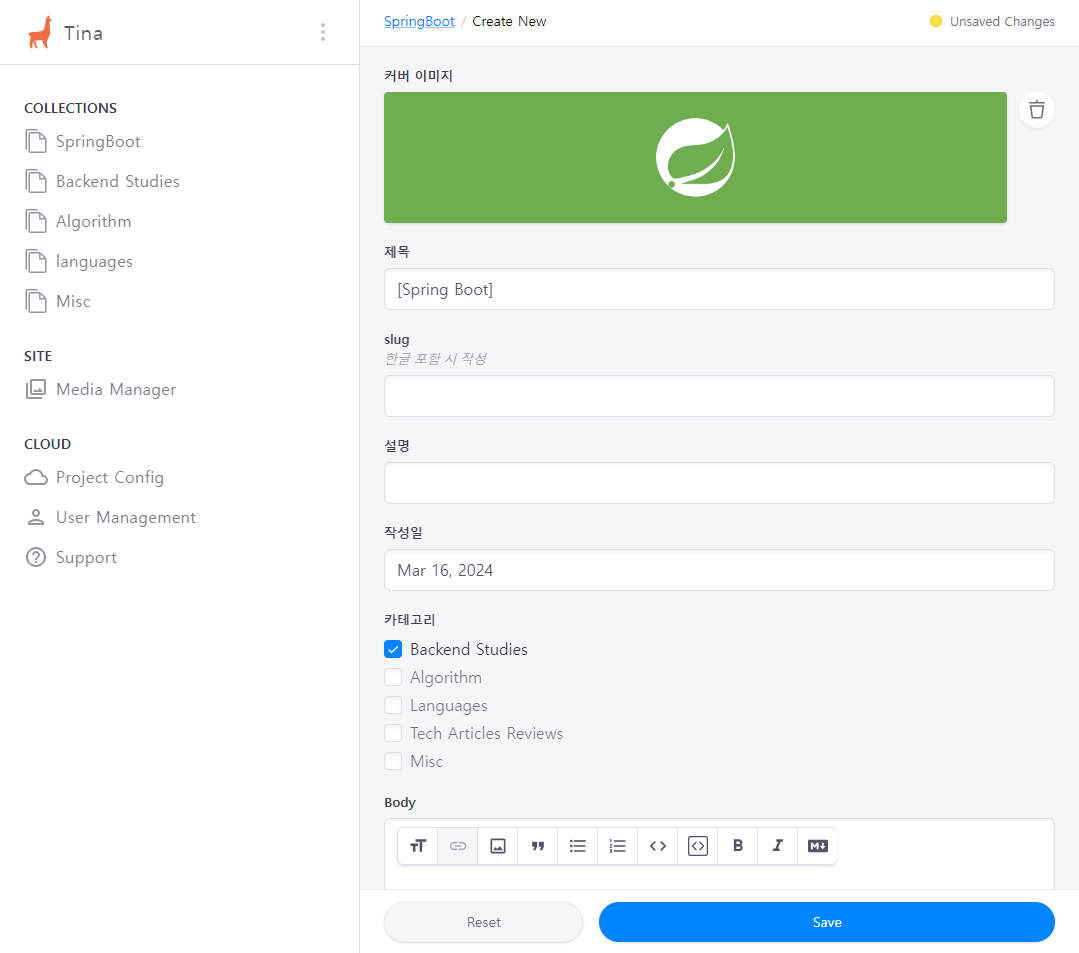 Tina
COLLECTIONS
SpringBoot
Backend Studies
Algorithm
languages
Misc
SITE
Media Manager
CLOUD
Project Config
User Management
Support
SpringBoot / Create New
Unsaved Changes
커버 이미지
제목
[Spring Boot]
slug
한글 포함 시 작성
설명
작성일
Mar 16, 2024
카테고리
Backend Studies
Algorithm
Languages
Tech Articles Reviews
Misc
Body
Reset
Save